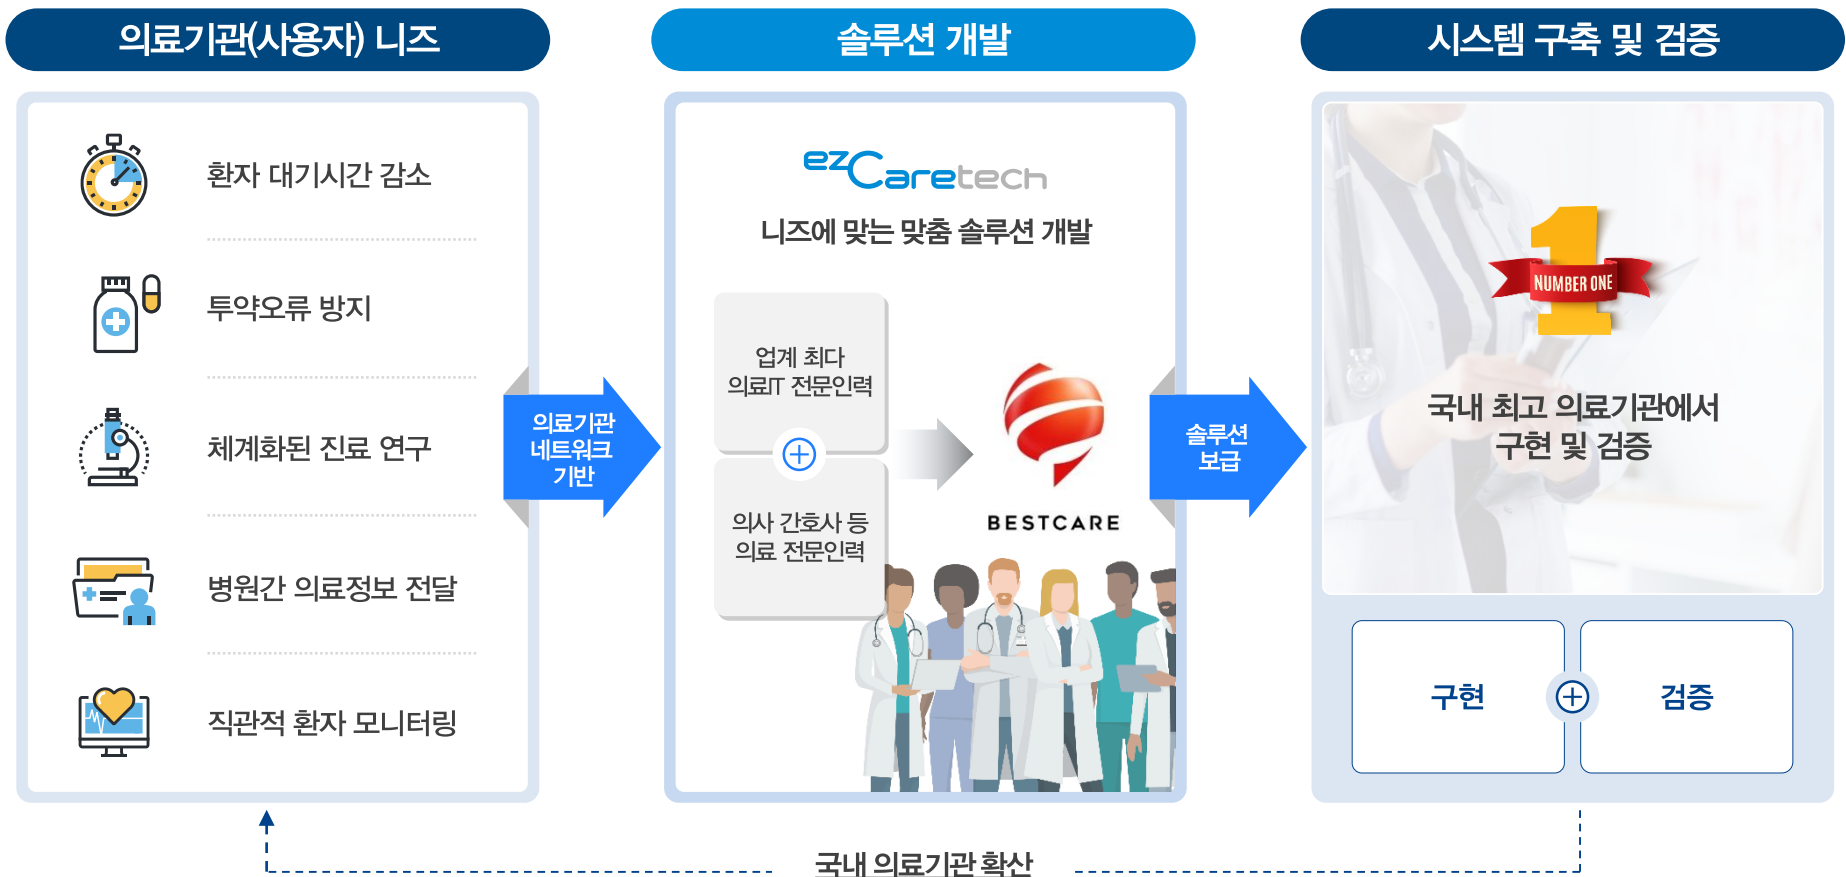 의료기관(사용자) 니즈
환자 대기시간 감소
투약오류 방지
체계화된 진료 연구
병원간 의료정보 전달
직관적 환자 모니터링
의료기관
네트워크
기반
솔루션 개발
ezCaretech
니즈에 맞는 맞춤 솔루션 개발
업계 최다
의료IT 전문인력
의사 간호사 등
의료 전문인력
BESTCARE
솔루션
보급
시스템 구축 및 검증
1
NUMBER ONE
국내 최고 의료기관에서
구현 및 검증
구현
검증
국내 의료기관 확산